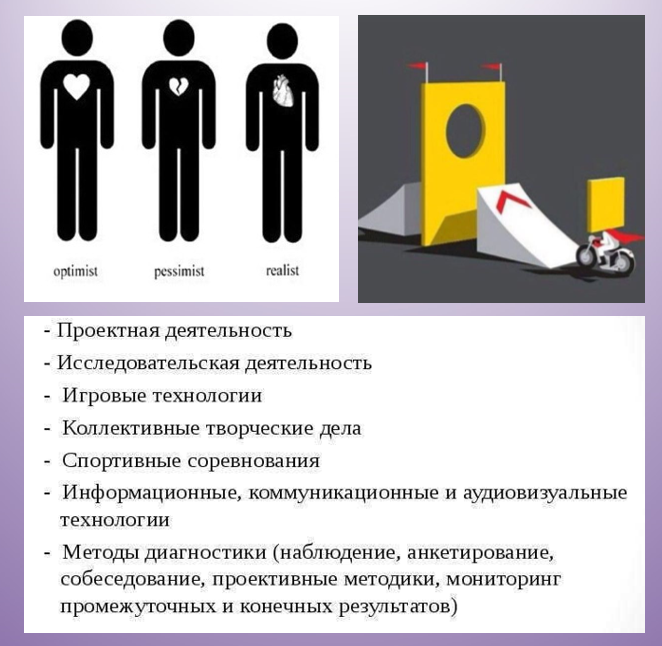 optimist pessimist realist
- Проектная деятельность
- Исследовательская деятельность
- Игровые технологии
- Коллективные творческие дела
- Спортивные соревнования
- Информационные, коммуникационные и аудиовизуальные
технологии
- Методы диагностики (наблюдение, анкетирование,
собеседование, проективные методики, мониторинг
промежуточных и конечных результатов)